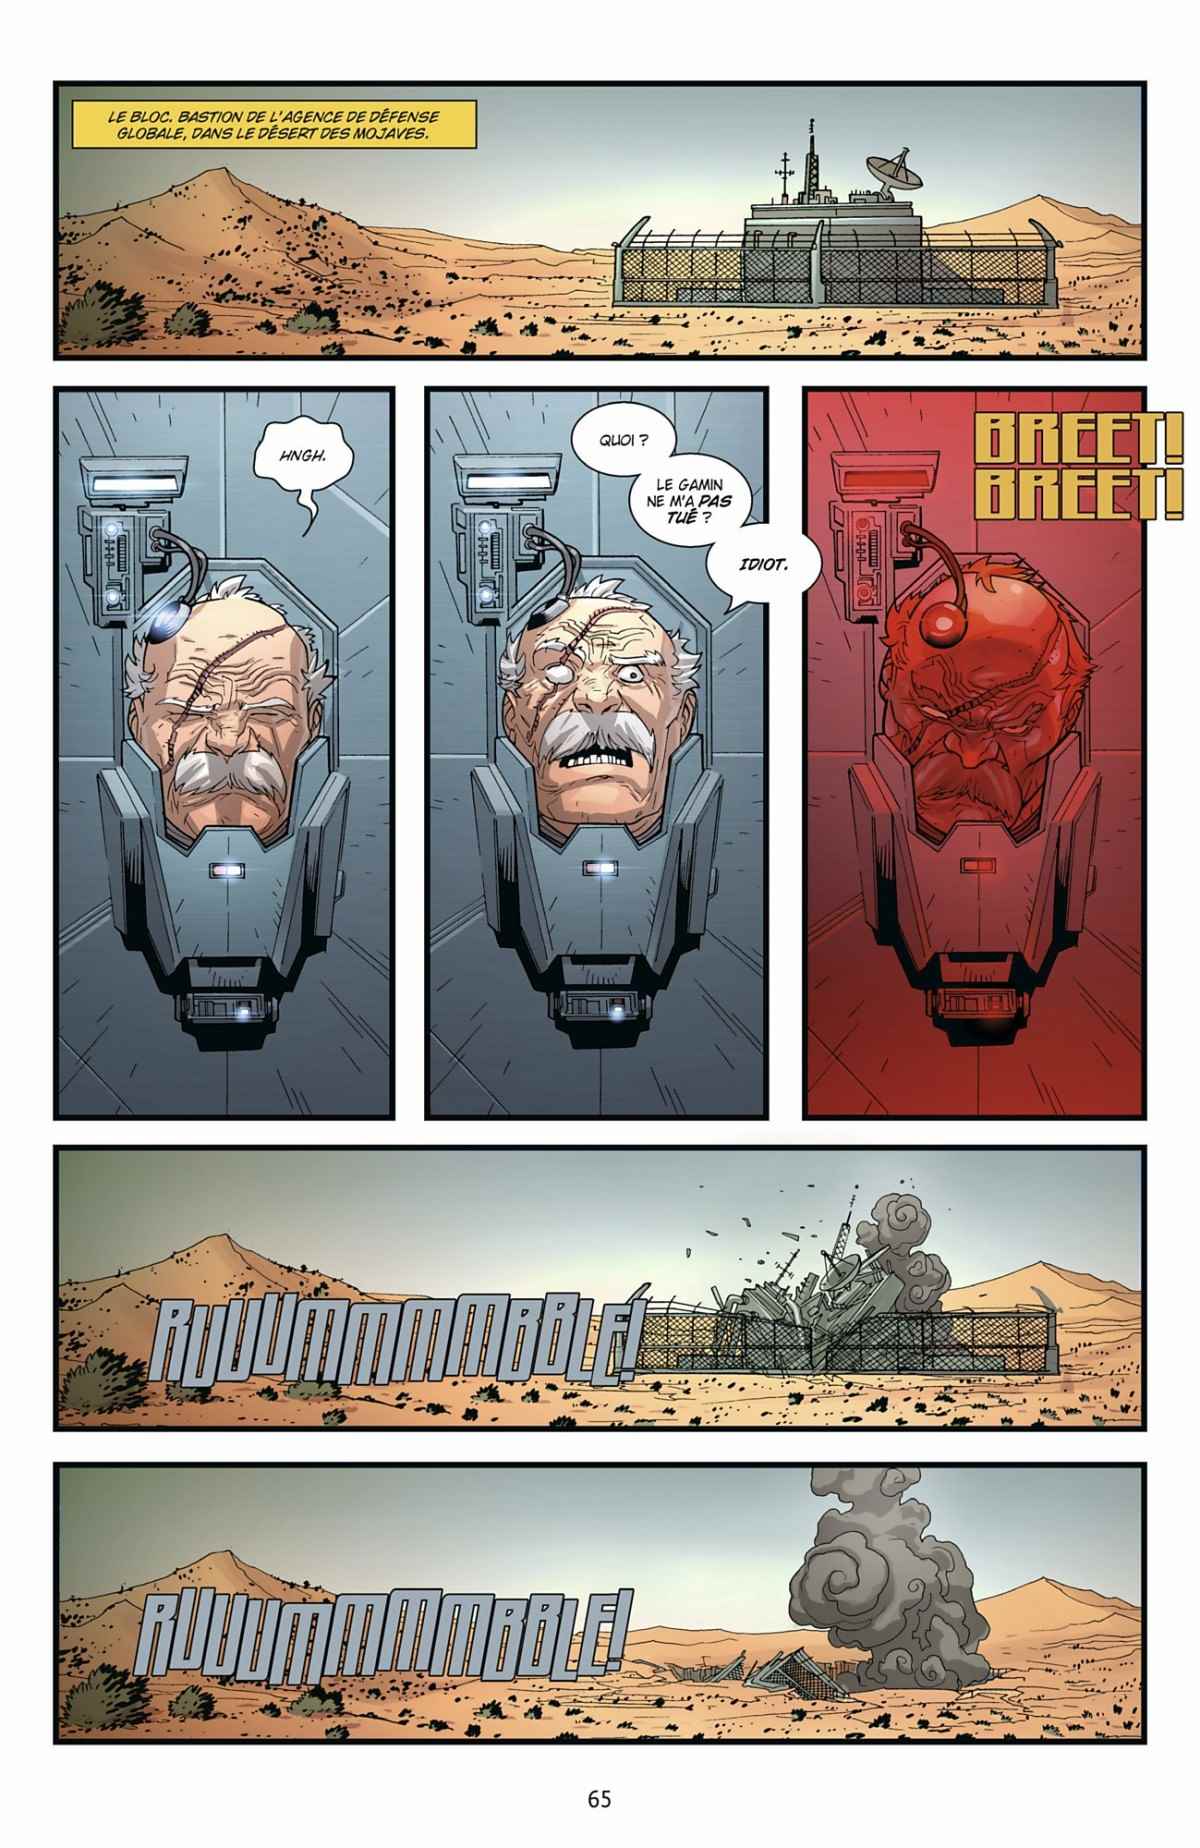 LE BLOC. BASTION DE L'AGENCE DE DÉFENSE
GLOBALE, DANS LE DÉSERT DES MOJAVES.
HNGH.
QUOI ?
LE GAMIN
NE M'A PAS
TUÉ ?
IDIOT.
BREET!
BREET!
RUUUMMMMMBBLE!
RUUUMMMMMBBLE!
65